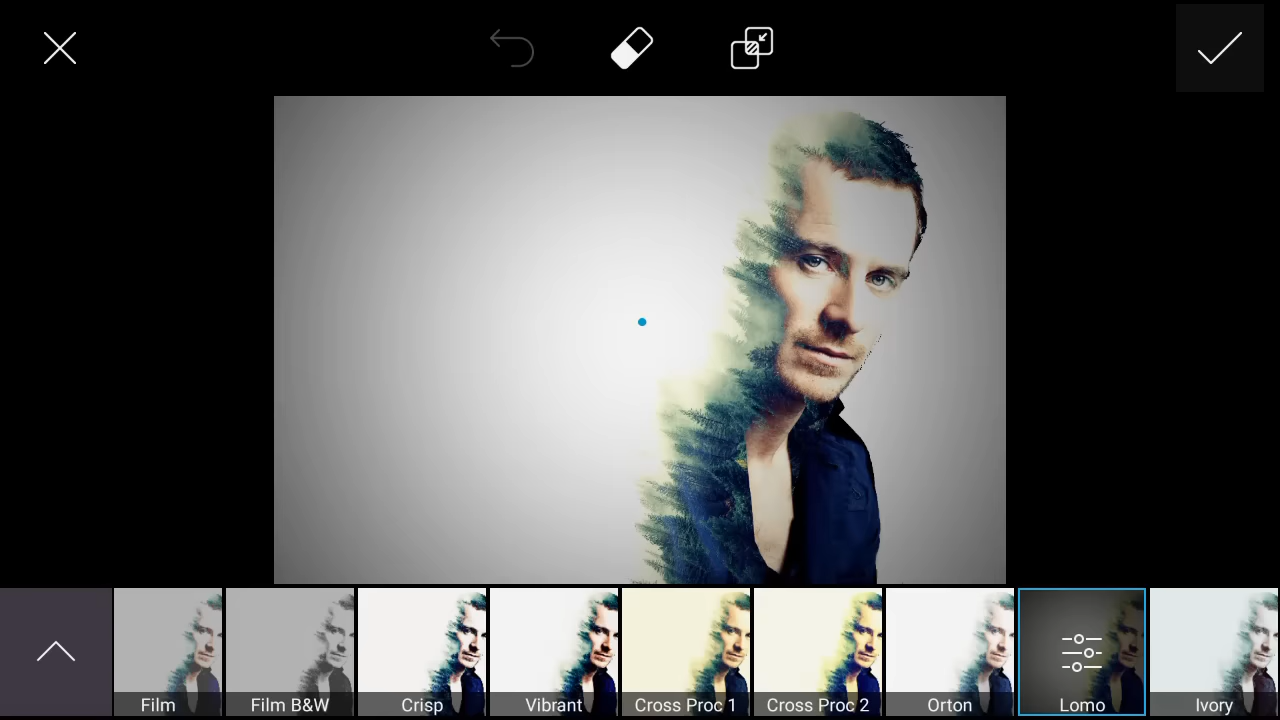 Film
Film B&W
Crisp
Vibrant
Cross Proc 1
Cross Proc 2
Orton
Lomo
Ivory